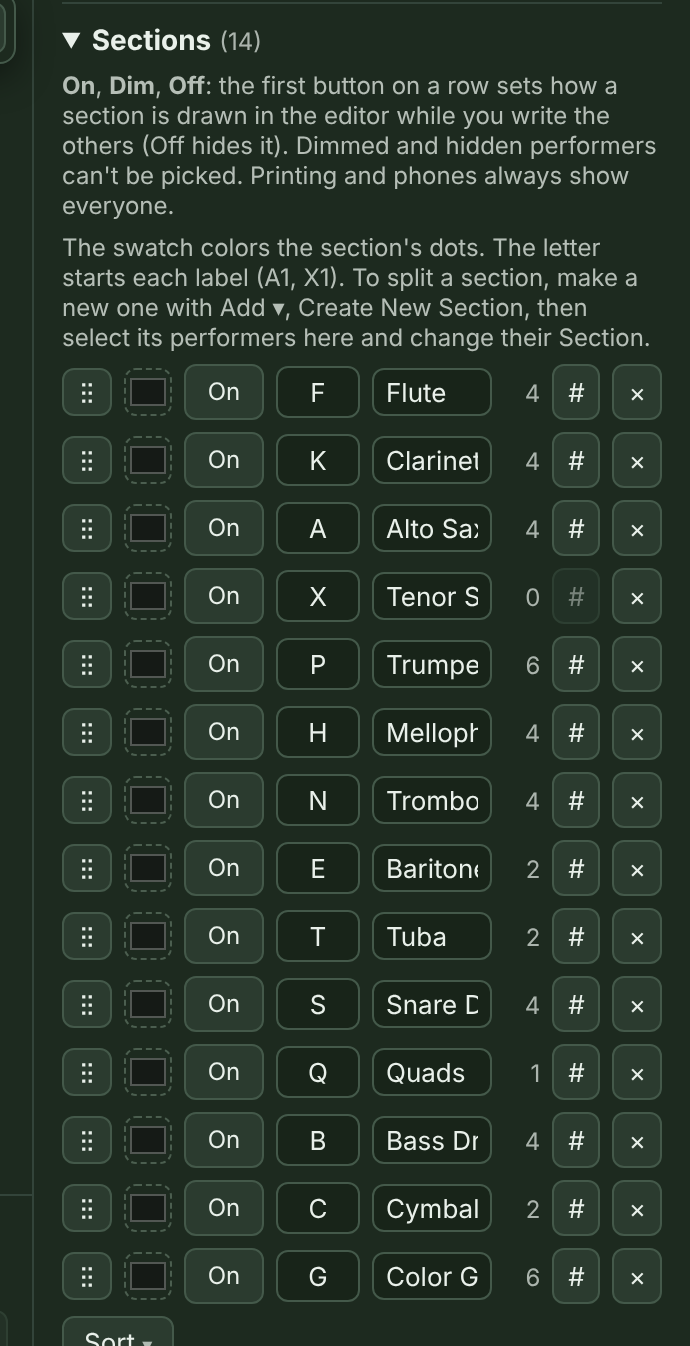 ▼ Sections (14)
On, Dim, Off: the first button on a row sets how a
section is drawn in the editor while you write the
others (Off hides it). Dimmed and hidden performers
can't be picked. Printing and phones always show
everyone.
The swatch colors the section's dots. The letter
starts each label (A1, X1). To split a section, make a
new one with Add ▾, Create New Section, then
select its performers here and change their Section.
On F Flute 4 # ×
On K Clarinet 4 # ×
On A Alto Sax 4 # ×
On X Tenor S 0 # ×
On P Trumpe 6 # ×
On H Melloph 4 # ×
On N Trombo 4 # ×
On E Baritone 2 # ×
On T Tuba 2 # ×
On S Snare D 4 # ×
On Q Quads 1 # ×
On B Bass Dr 4 # ×
On C Cymbal 2 # ×
On G Color G 6 # ×
Sort ▾